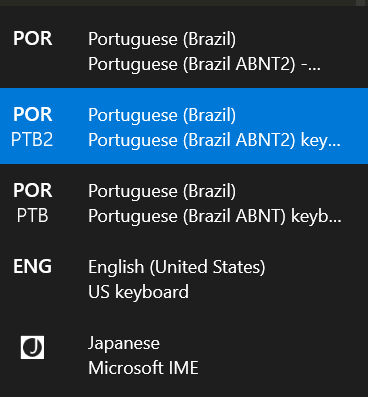 POR Portuguese (Brazil)
Portuguese (Brazil ABNT2) -...
POR Portuguese (Brazil)
PTB2 Portuguese (Brazil ABNT2) key...
POR Portuguese (Brazil)
PTB Portuguese (Brazil ABNT) keyb...
ENG English (United States)
US keyboard
J Japanese
Microsoft IME